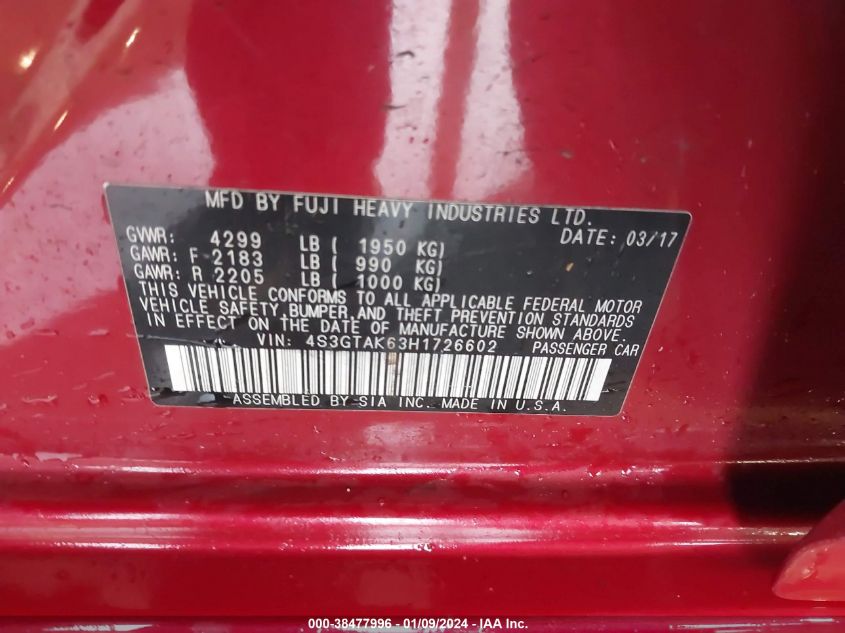 MFD BY FUJI HEAVY INDUSTRIES LTD.
DATE: 03/17
GVWR: 4299 LB ( 1950 KG)
GAWR: F 2183 LB ( 990 KG)
GAWR: R 2205 LB ( 1000 KG)
THIS VEHICLE CONFORMS TO ALL APPLICABLE FEDERAL MOTOR
VEHICLE SAFETY, BUMPER, AND THEFT PREVENTION STANDARDS
IN EFFECT ON THE DATE OF MANUFACTURE SHOWN ABOVE.
VIN: 4S3GTAK63H1726602 PASSENGER CAR
ASSEMBLED BY SIA INC. MADE IN U.S.A.
000-38477996 - 01/09/2024 - IAA Inc.